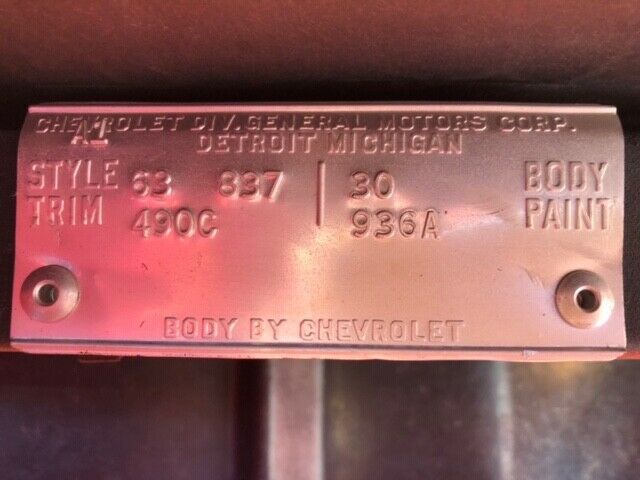 CHEVROLET DIV. GENERAL MOTORS CORP.
A1
DETROIT MICHIGAN
STYLE 63 837 | 30 BODY
TRIM 490C 936A PAINT
BODY BY CHEVROLET